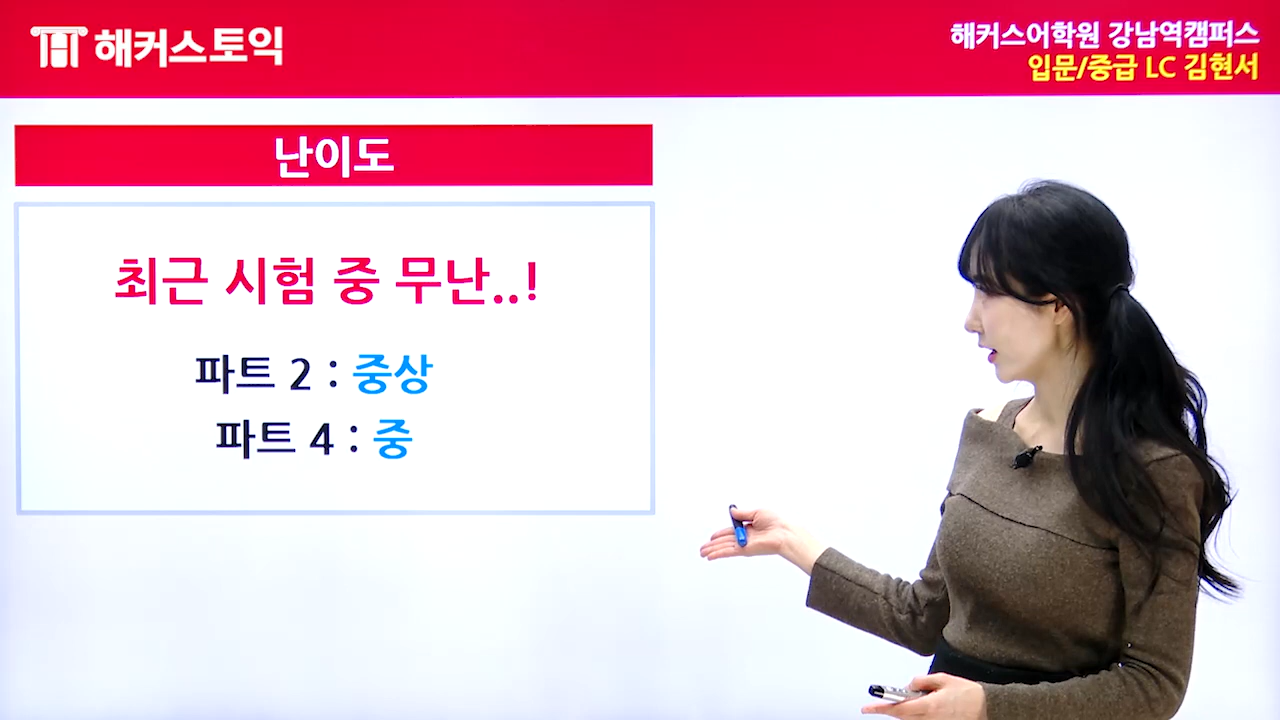 해커스토익
해커스어학원 강남역캠퍼스
입문/중급 LC 김현서
난이도
최근 시험 중 무난..!
파트 2 : 중상
파트 4 : 중